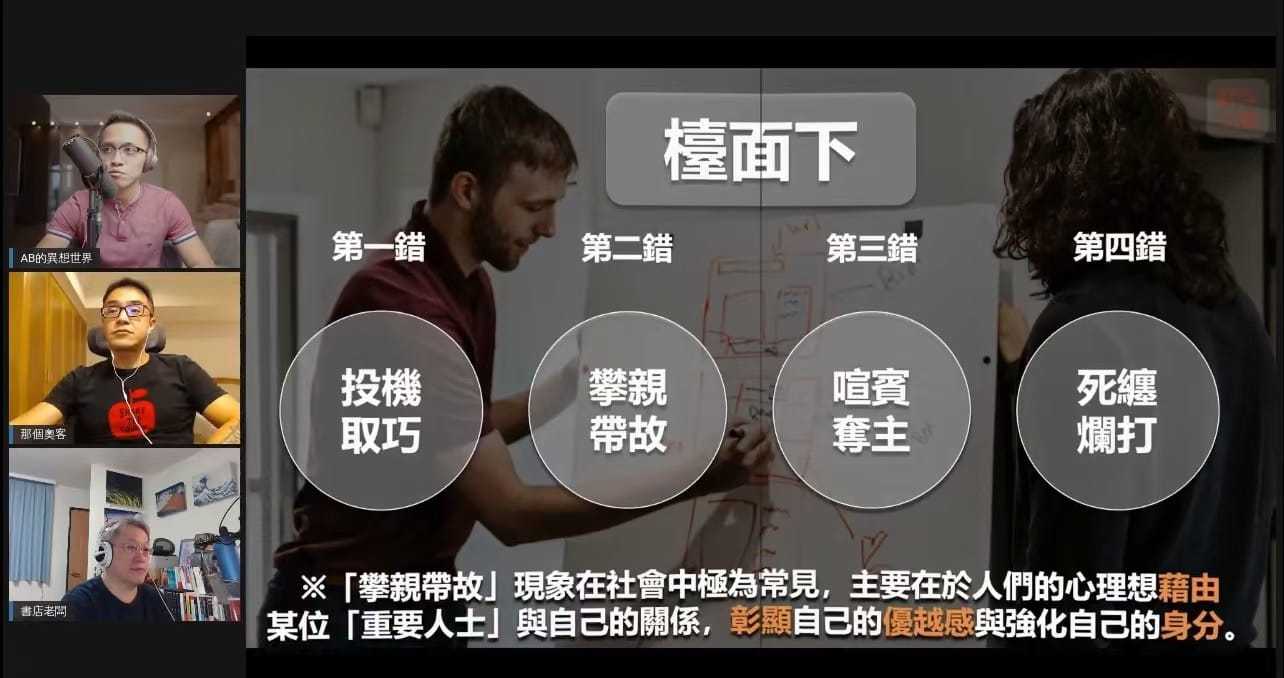 檯面下
第一錯
第二錯
第三錯
第四錯
投機
取巧
攀親
帶故
喧賓
奪主
死纏
爛打
※「攀親帶故」現象在社會中極為常見，主要在於人們的心理想藉由
某位「重要人士」與自己的關係，彰顯自己的優越感與強化自己的身分。
AB的異想世界
那個奧客
書店老闆